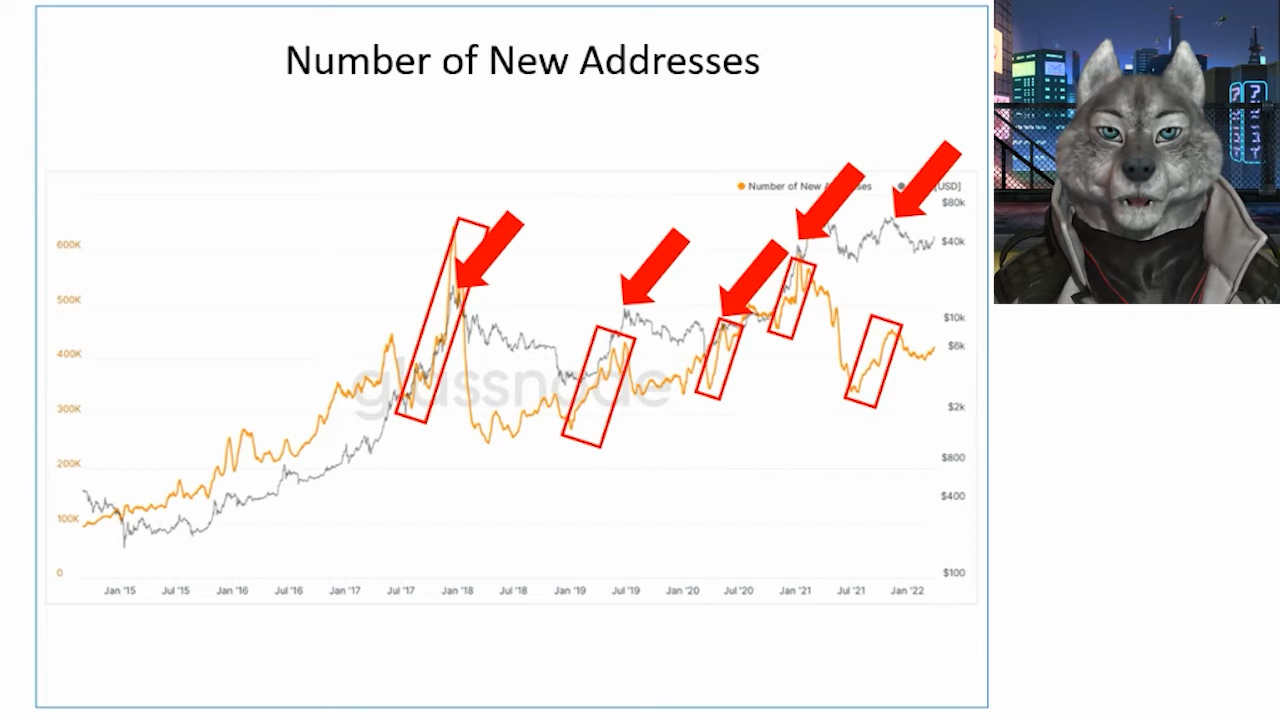 Number of New Addresses
Number of New A
USD]
600K
500K
400K
300K
200K
100K
0
glassnode
$80k
$40k
$10k
$6k
$2k
$800
$400
$100
Jan '15 Jul '15 Jan '16 Jul '16 Jan '17 Jul '17 Jan '18 Jul '18 Jan '19 Jul '19 Jan '20 Jul '20 Jan '21 Jul '21 Jan '22